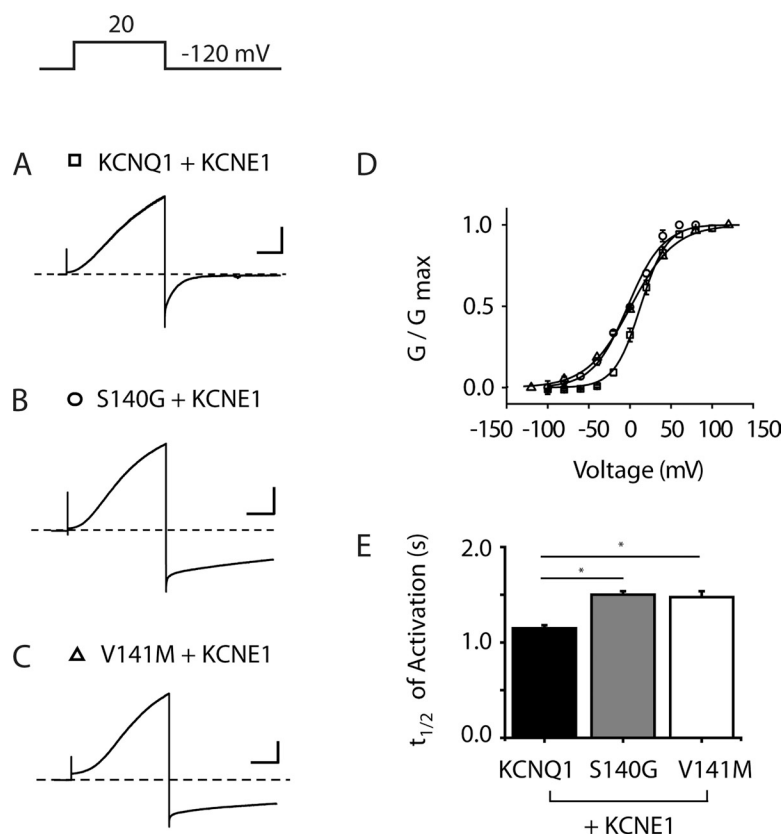 20
-120 mV
A
KCNQ1 + KCNE1
B
S140G + KCNE1
C
V141M + KCNE1
D
G / G max
1.0
0.5
0.0
-150 -100 -50 0 50 100 150
Voltage (mV)
E
t1/2 of Activation (s)
2.0
1.0
0.0
* 
*
KCNQ1 S140G V141M
+ KCNE1